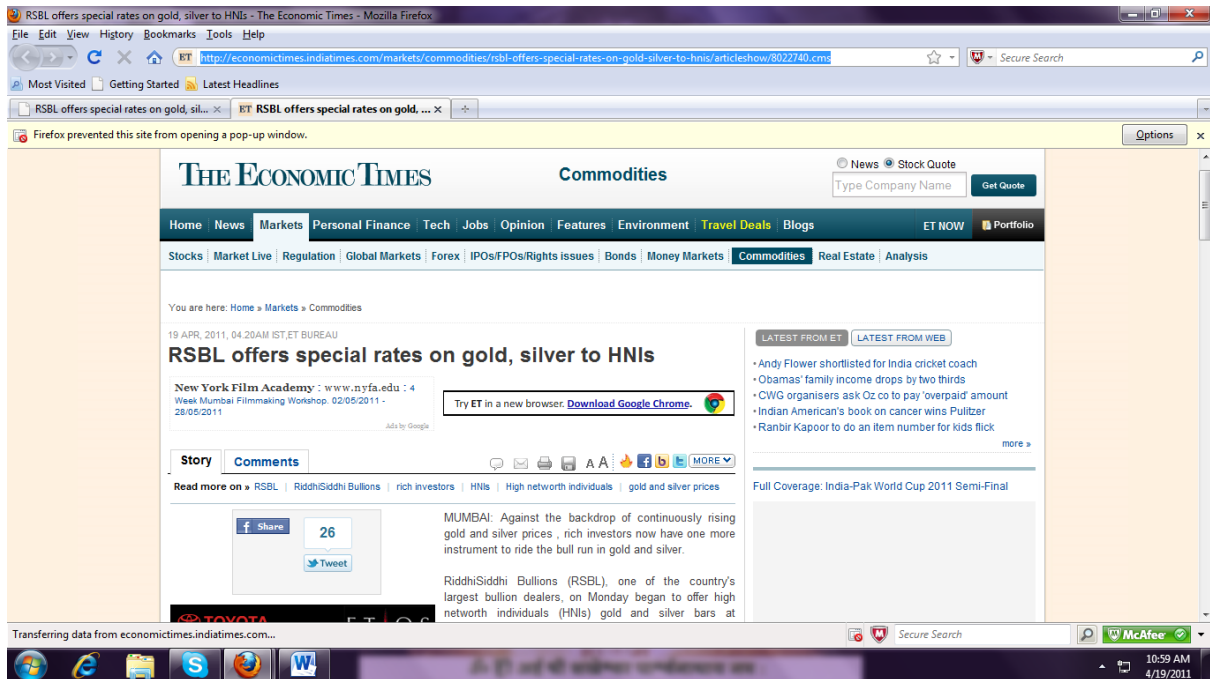 RSBL offers special rates on gold, silver to HNIs - The Economic Times - Mozilla Firefox
File Edit View History Bookmarks Tools Help
ET http://economictimes.indiatimes.com/markets/commodities/rsbl-offers-special-rates-on-gold-silver-to-hnis/articleshow/8022740.cms Secure Search
Most Visited Getting Started Latest Headlines
RSBL offers special rates on gold, sil... ET RSBL offers special rates on gold, ...
Firefox prevented this site from opening a pop-up window. Options
THE ECONOMIC TIMES
Commodities
News Stock Quote
Type Company Name Get Quote
Home News Markets Personal Finance Tech Jobs Opinion Features Environment Travel Deals Blogs ET NOW Portfolio
Stocks Market Live Regulation Global Markets Forex IPOs/FPOs/Rights issues Bonds Money Markets Commodities Real Estate Analysis
You are here: Home » Markets » Commodities
19 APR, 2011, 04.20AM IST,ET BUREAU
RSBL offers special rates on gold, silver to HNIs
New York Film Academy : www.nyfa.edu : 4
Week Mumbai Filmmaking Workshop. 02/05/2011 -
28/05/2011
Ads by Google
Try ET in a new browser. Download Google Chrome.
Story Comments
A A f b t MORE
Read more on » RSBL | RiddhiSiddhi Bullions | rich investors | HNIs | High networth individuals | gold and silver prices
f Share
26
Tweet
MUMBAI: Against the backdrop of continuously rising
gold and silver prices , rich investors now have one more
instrument to ride the bull run in gold and silver.
RiddhiSiddhi Bullions (RSBL), one of the country's
largest bullion dealers, on Monday began to offer high
networth individuals (HNIs) gold and silver bars at
TOYOTA ETIOS
LATEST FROM ET LATEST FROM WEB
• Andy Flower shortlisted for India cricket coach
• Obamas' family income drops by two thirds
• CWG organisers ask Oz co to pay 'overpaid' amount
• Indian American's book on cancer wins Pulitzer
• Ranbir Kapoor to do an item number for kids flick
more »
Full Coverage: India-Pak World Cup 2011 Semi-Final
Transferring data from economictimes.indiatimes.com... Secure Search McAfee
10:59 AM
4/19/2011